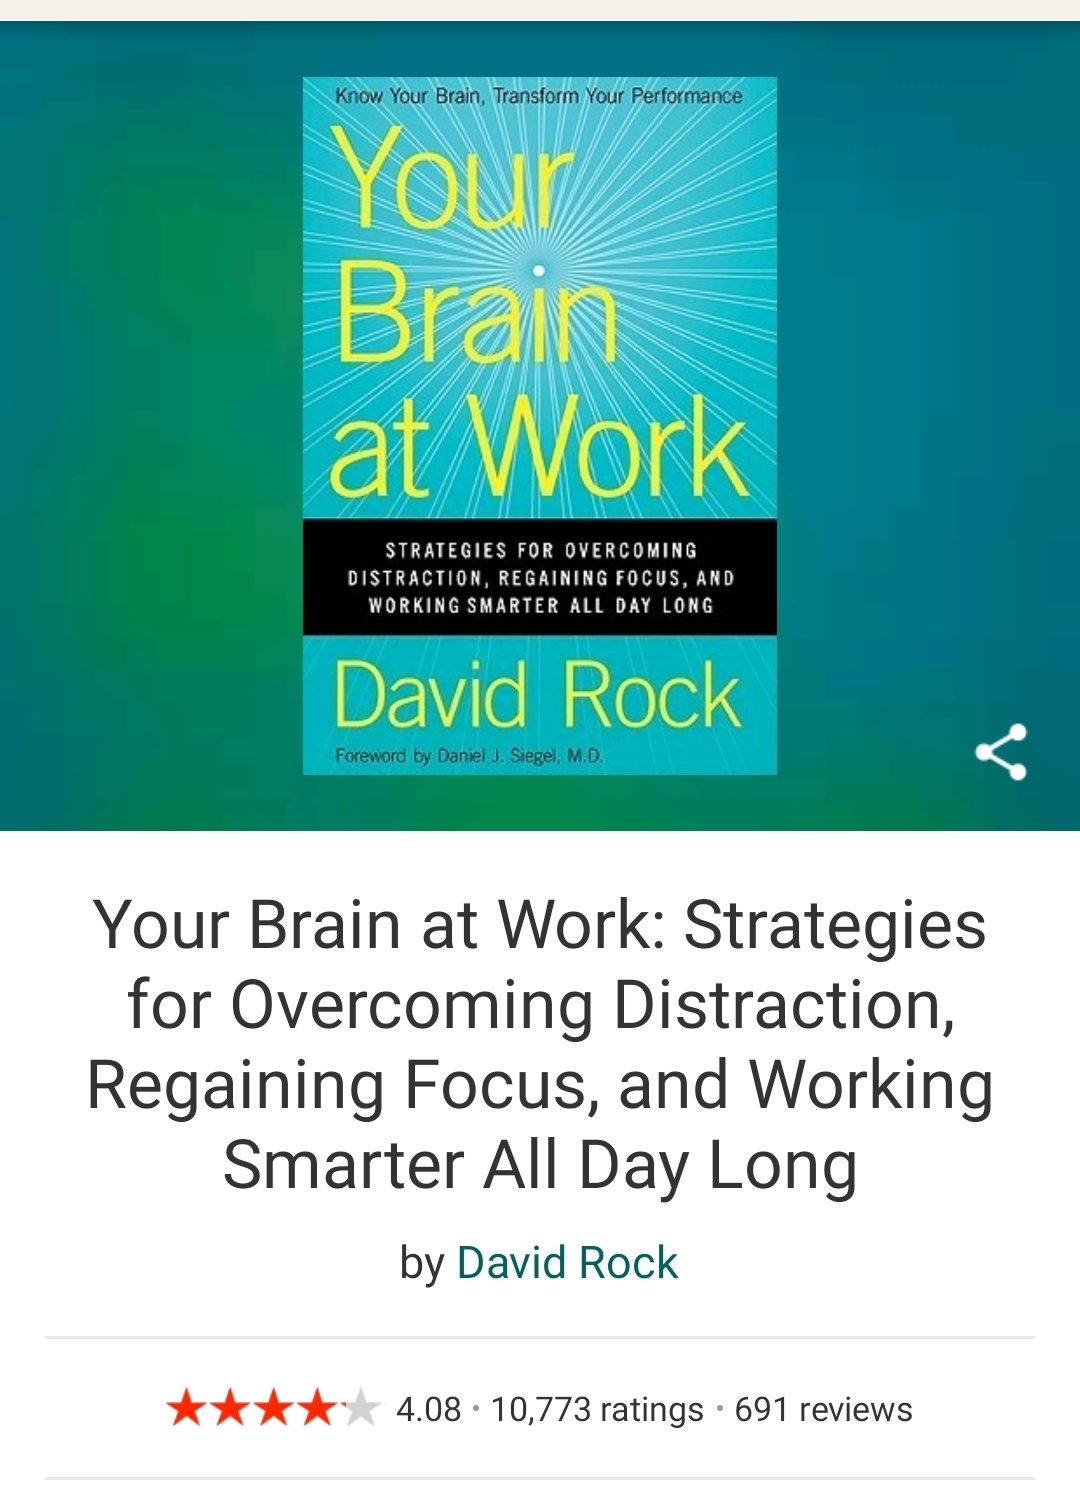 Know Your Brain, Transform Your Performance
Your
Brain
at Work
STRATEGIES FOR OVERCOMING
DISTRACTION, REGAINING FOCUS, AND
WORKING SMARTER ALL DAY LONG
David Rock
Foreword by Daniel J. Siegel, M.D.
Your Brain at Work: Strategies
for Overcoming Distraction,
Regaining Focus, and Working
Smarter All Day Long
by David Rock
4.08 • 10,773 ratings • 691 reviews